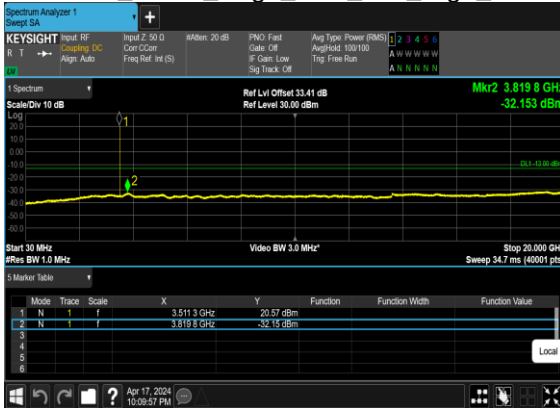 Spectrum Analyzer 1
Swept SA
+
KEYSIGHT
R T
LV
Input: RF
Coupling: DC
Align: Auto
Input Z: 50 Ω
Corr CCorr
Freq Ref: Int (S)
#Atten: 20 dB
PNO: Fast
Gate: Off
IF Gain: Low
Sig Track: Off
Avg Type: Power (RMS)
Avg|Hold: 100/100
Trig: Free Run
1 2 3 4 5 6
A W W W W W
A N N N N N
1 Spectrum
Scale/Div 10 dB
Ref Lvl Offset 33.41 dB
Ref Level 30.00 dBm
Mkr2 3.819 8 GHz
-32.153 dBm
Log
20.0
10.0
0.00
-10.0
-20.0
-30.0
-40.0
-50.0
-60.0
1
2
DL1 -13.00 dBm
Start 30 MHz
#Res BW 1.0 MHz
Video BW 3.0 MHz*
Stop 20.000 GHz
Sweep 34.7 ms (40001 pts)
5 Marker Table
Mode Trace Scale X Y Function Function Width Function Value
1 N 1 f 3.511 3 GHz 20.57 dBm
2 N 1 f 3.819 8 GHz -32.15 dBm
3
4
5
6
Local
?
Apr 17, 2024
10:09:57 PM